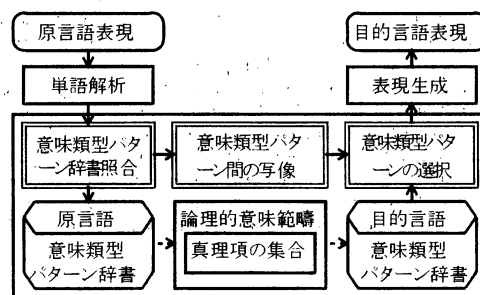 原言語表現
目的言語表現
単語解析
表現生成
意味類型パタ
ーン辞書照合
意味類型パター
ン間の写像
意味類型パター
ンの選択
原言語
意味類型
パターン辞書
論理的意味範疇
真理項の集合
目的言語
意味類型
パターン辞書